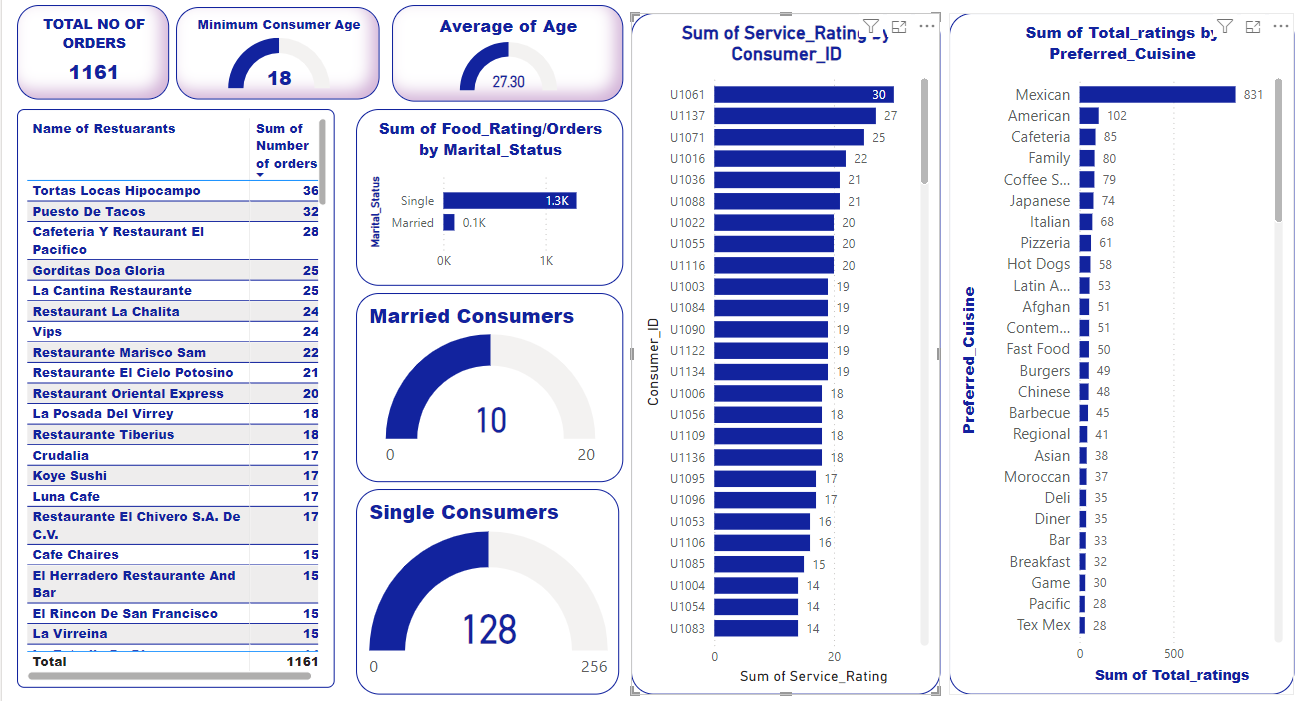 TOTAL NO OF
ORDERS
1161
Minimum Consumer Age
18
Average of Age
27.30
Name of Restuarants Sum of
Number
of orders
Tortas Locas Hipocampo 36
Puesto De Tacos 32
Cafeteria Y Restaurant El 28
Pacifico
Gorditas Doa Gloria 25
La Cantina Restaurante 25
Restaurant La Chalita 24
Vips 24
Restaurante Marisco Sam 22
Restaurante El Cielo Potosino 21
Restaurant Oriental Express 20
La Posada Del Virrey 18
Restaurante Tiberius 18
Crudalia 17
Koye Sushi 17
Luna Cafe 17
Restaurante El Chivero S.A. De 17
C.V.
Cafe Chaires 15
El Herradero Restaurante And 15
Bar
El Rincon De San Francisco 15
La Virreina 15
Total 1161
Sum of Food_Rating/Orders
by Marital_Status
Marital_Status
Single 1.3K
Married 0.1K
0K 1K
Married Consumers
10
0 20
Single Consumers
128
0 256
Sum of Service_Rating by
Consumer_ID
Consumer_ID
U1061 30
U1137 27
U1071 25
U1016 22
U1036 21
U1088 21
U1022 20
U1055 20
U1116 20
U1003 19
U1084 19
U1090 19
U1122 19
U1134 19
U1006 18
U1056 18
U1109 18
U1136 18
U1095 17
U1096 17
U1053 16
U1106 16
U1085 15
U1004 14
U1054 14
U1083 14
0 20
Sum of Service_Rating
Sum of Total_ratings by
Preferred_Cuisine
Preferred_Cuisine
Mexican 831
American 102
Cafeteria 85
Family 80
Coffee S... 79
Japanese 74
Italian 68
Pizzeria 61
Hot Dogs 58
Latin A... 53
Afghan 51
Contem... 51
Fast Food 50
Burgers 49
Chinese 48
Barbecue 45
Regional 41
Asian 38
Moroccan 37
Deli 35
Diner 35
Bar 33
Breakfast 32
Game 30
Pacific 28
Tex Mex 28
0 500
Sum of Total_ratings